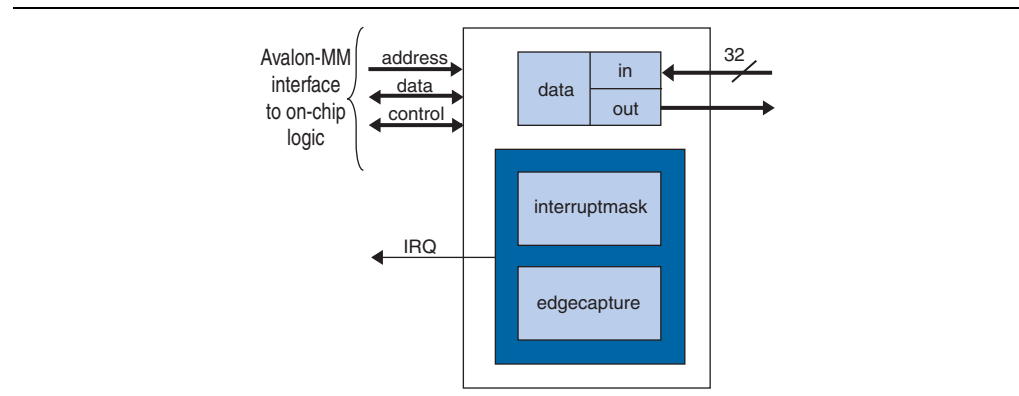 Avalon-MM
interface
to on-chip
logic
address
data
control
IRQ
data
in
out
32
interruptmask
edgecapture